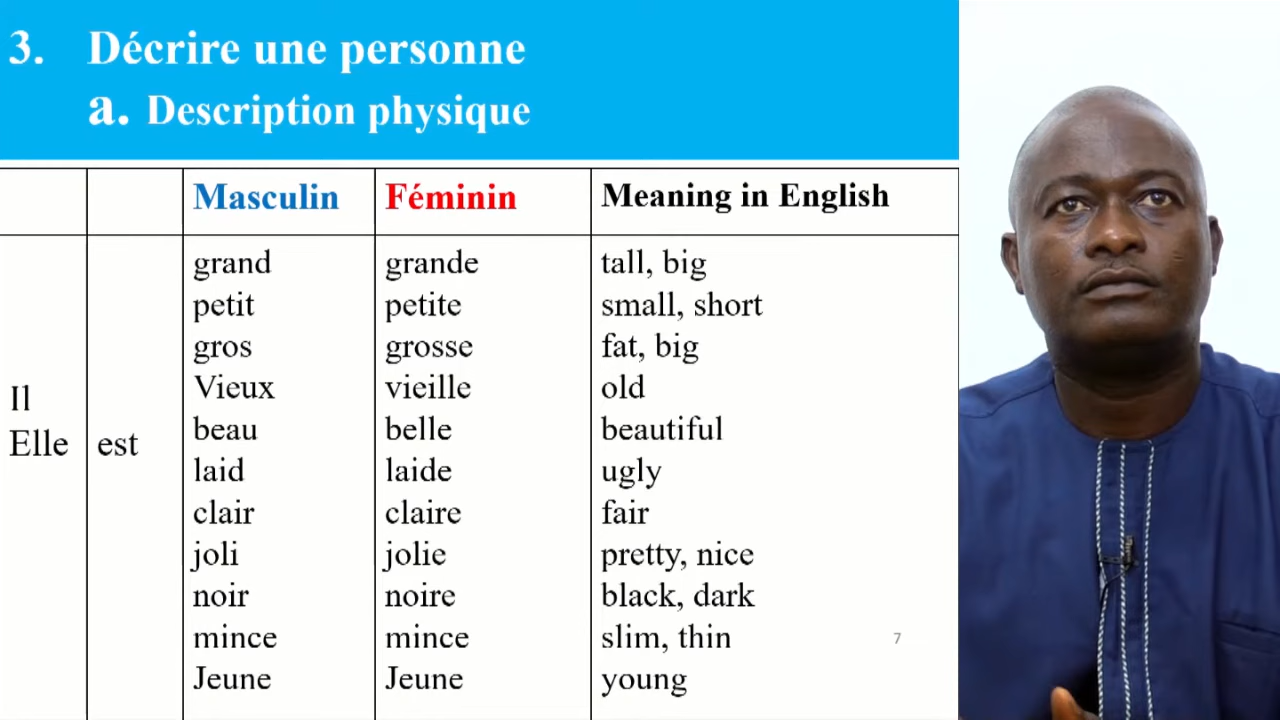 3. Décrire une personne
a. Description physique
Masculin Féminin Meaning in English
grand grande tall, big
petit petite small, short
gros grosse fat, big
Vieux vieille old
Il
beau belle beautiful
Elle est
laid laide ugly
clair claire fair
joli jolie pretty, nice
noir noire black, dark
mince mince slim, thin 7
Jeune Jeune young